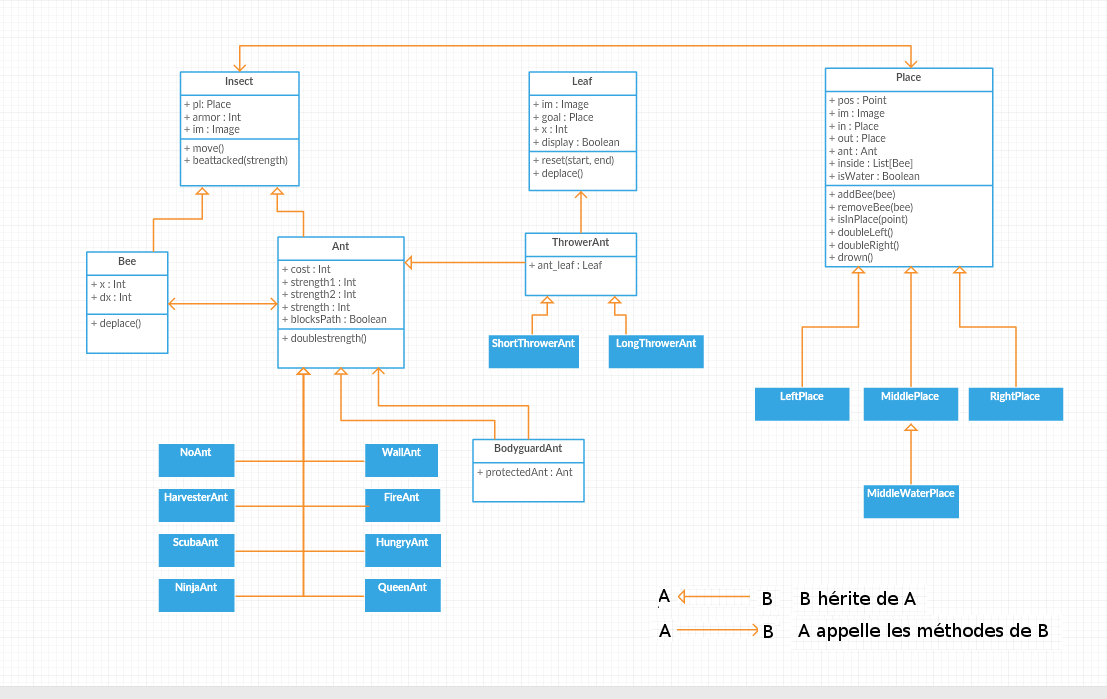 Insect
+ pl: Place
+ armor : Int
+ im : Image
+ move()
+ beattacked(strength)
Leaf
+ im : Image
+ goal : Place
+ x : Int
+ display : Boolean
+ reset(start, end)
+ deplace()
Place
+ pos : Point
+ im : Image
+ in : Place
+ out : Place
+ ant : Ant
+ inside : List[Bee]
+ isWater : Boolean
+ addBee(bee)
+ removeBee(bee)
+ isInPlace(point)
+ doubleLeft()
+ doubleRight()
+ drown()
Bee
+ x : Int
+ dx : Int
+ deplace()
Ant
+ cost : Int
+ strength1 : Int
+ strength2 : Int
+ strength : Int
+ blocksPath : Boolean
+ doublestrength()
ThrowerAnt
+ ant_leaf : Leaf
ShortThrowerAnt
LongThrowerAnt
LeftPlace
MiddlePlace
RightPlace
MiddleWaterPlace
BodyguardAnt
+ protectedAnt : Ant
NoAnt
WallAnt
HarvesterAnt
FireAnt
ScubaAnt
HungryAnt
NinjaAnt
QueenAnt
A B B hérite de A
A B A appelle les méthodes de B